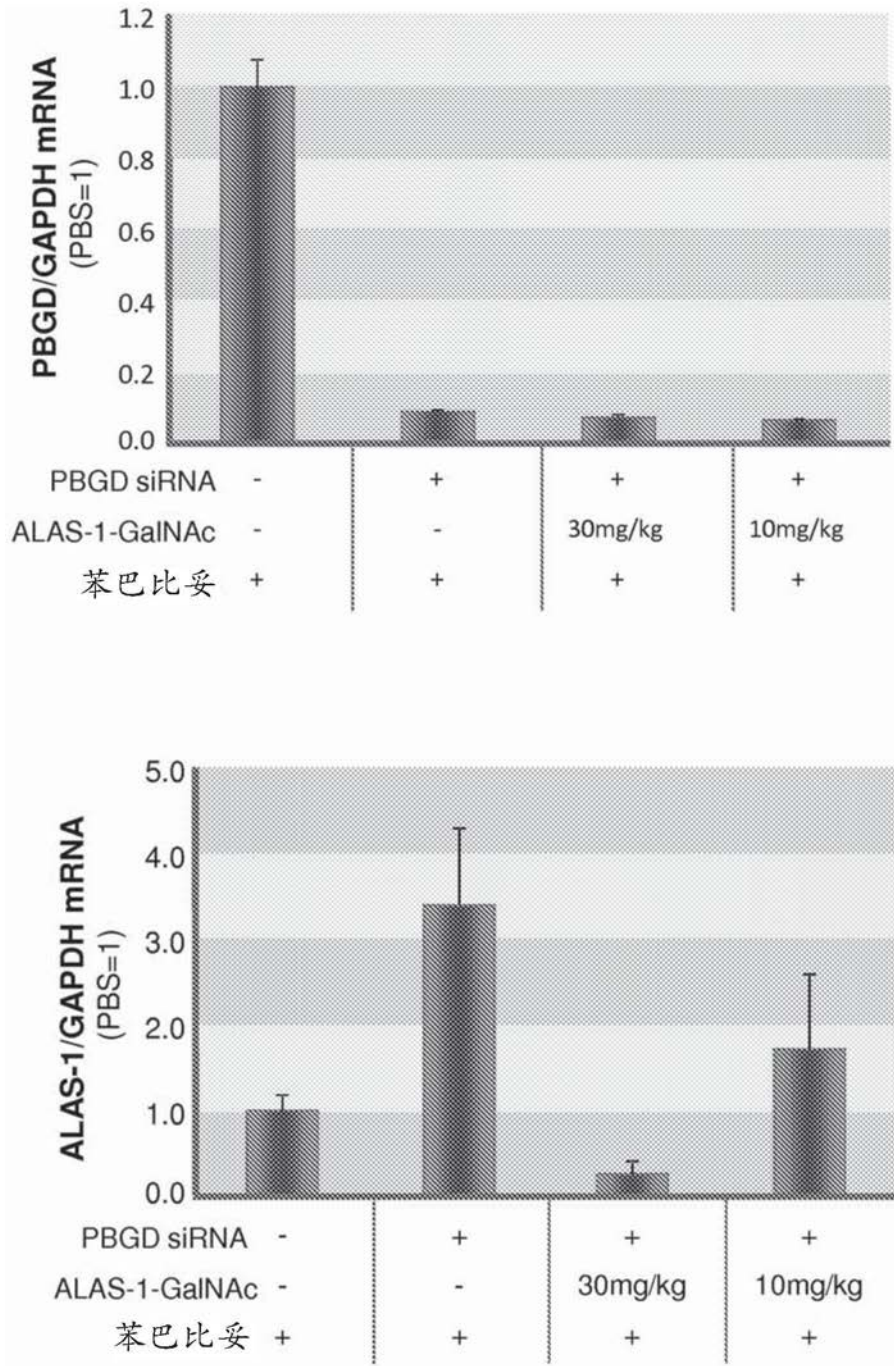 PBGD/GAPDH mRNA
(PBS=1)
1.2
1.0
0.8
0.6
0.4
0.2
0.0
PBGD siRNA - + + +
ALAS-1-GalNAc - - 30mg/kg 10mg/kg
苯巴比妥 + + + +
ALAS-1/GAPDH mRNA
(PBS=1)
5.0
4.0
3.0
2.0
1.0
0.0
PBGD siRNA - + + +
ALAS-1-GalNAc - - 30mg/kg 10mg/kg
苯巴比妥 + + + +